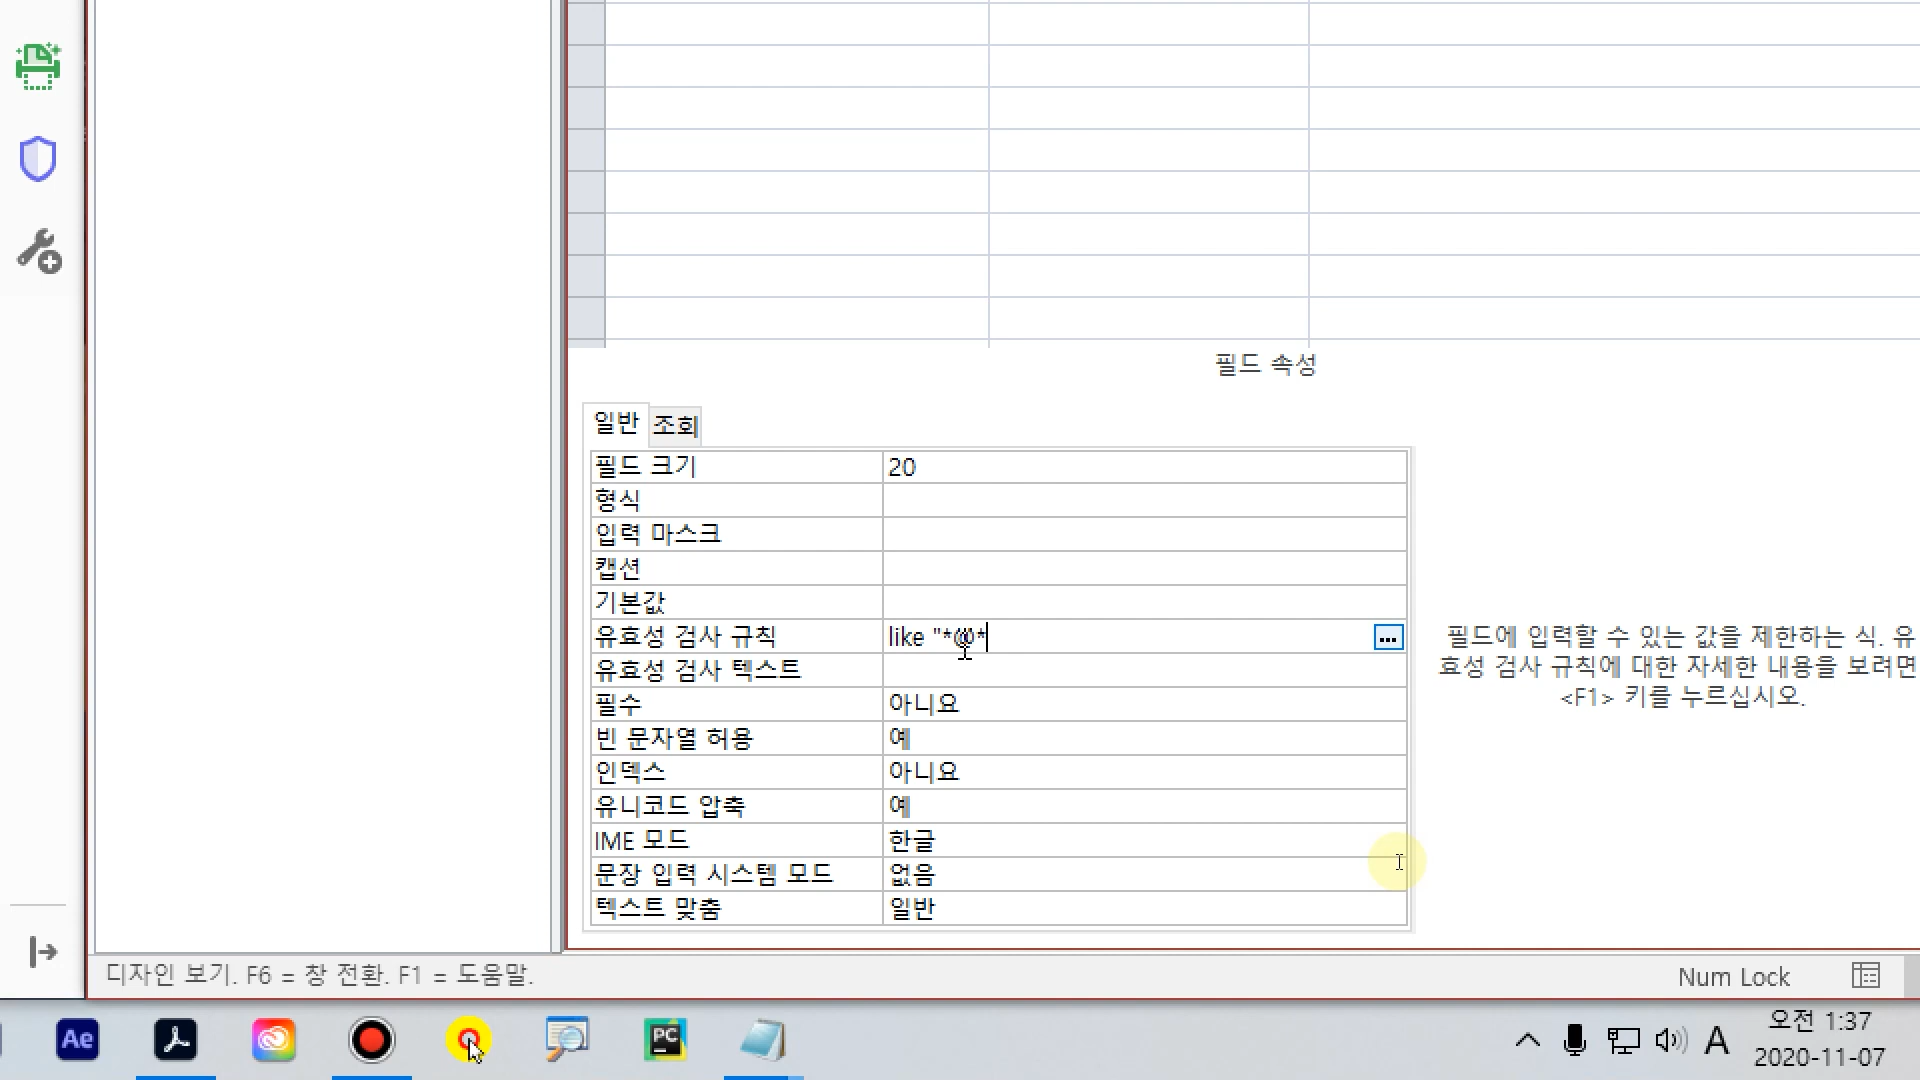 필드 속성
일반 조회
필드 크기 20
형식
입력 마스크
캡션
기본값
유효성 검사 규칙 like "*@*
유효성 검사 텍스트
필수 아니요
빈 문자열 허용 예
인덱스 아니요
유니코드 압축 예
IME 모드 한글
문장 입력 시스템 모드 없음
텍스트 맞춤 일반
필드에 입력할 수 있는 값을 제한하는 식. 유
효성 검사 규칙에 대한 자세한 내용을 보려면
<F1> 키를 누르십시오.
디자인 보기. F6 = 창 전환. F1 = 도움말.
Num Lock
Ae
PC
A
오전 1:37
2020-11-07